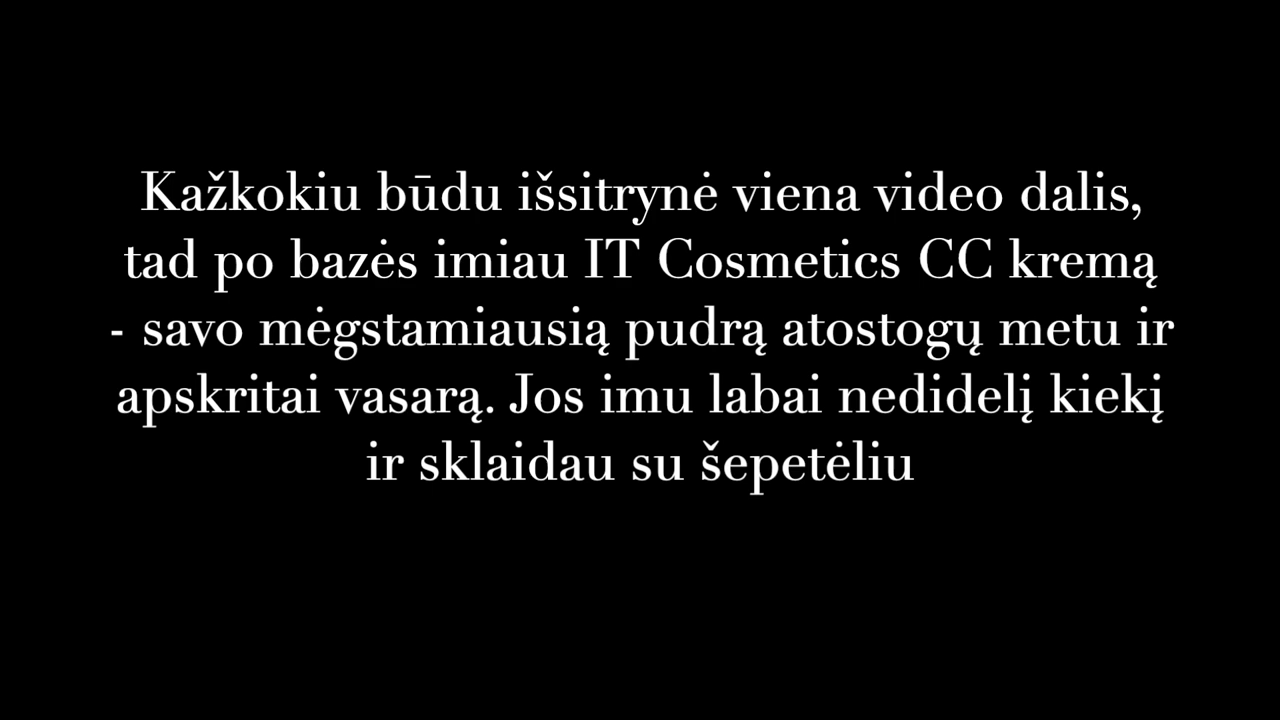 Kažkokiu būdu išsitrynė viena video dalis,
tad po bazės imiau IT Cosmetics CC kremą
- savo mėgstamiausią pudrą atostogų metu ir
apskritai vasarą. Jos imu labai nedidelį kiekį
ir sklaidau su šepetėliu